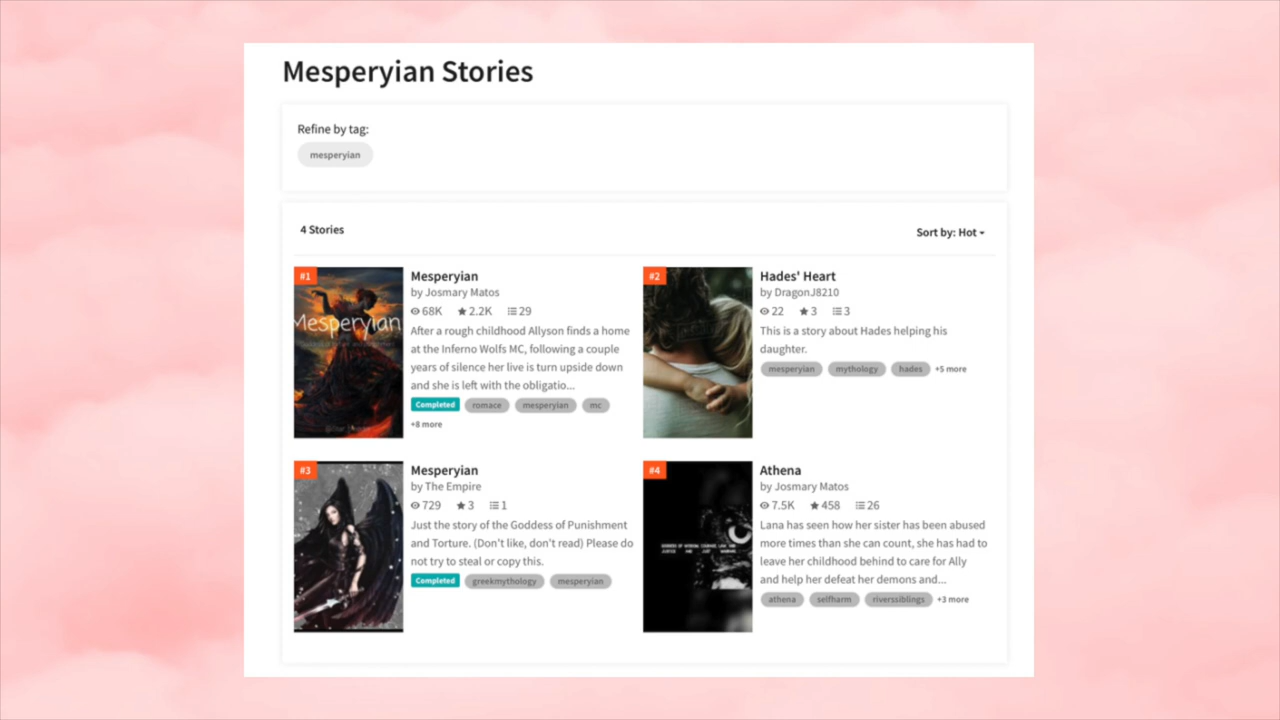 Mesperyian Stories
Refine by tag:
mesperyian
4 Stories
Sort by: Hot
#1
Mesperyian
Mesperyian
by Josmary Matos
68K 2.2K 29
After a rough childhood Allyson finds a home
at the Inferno Wolfs MC, following a couple
years of silence her live is turn upside down
and she is left with the obligatio...
Completed romace mesperyian mc
+8 more
#2
Hades' Heart
by DragonJ8210
22 3 3
This is a story about Hades helping his
daughter.
mesperyian mythology hades +5 more
#3
Mesperyian
by The Empire
729 3 1
Just the story of the Goddess of Punishment
and Torture. (Don't like, don't read) Please do
not try to steal or copy this.
Completed greekmythology mesperyian
#4
Athena
by Josmary Matos
7.5K 458 26
Lana has seen how her sister has been abused
more times than she can count, she has had to
leave her childhood behind to care for Ally
and help her defeat her demons and...
athena selfharm riverssiblings +3 more